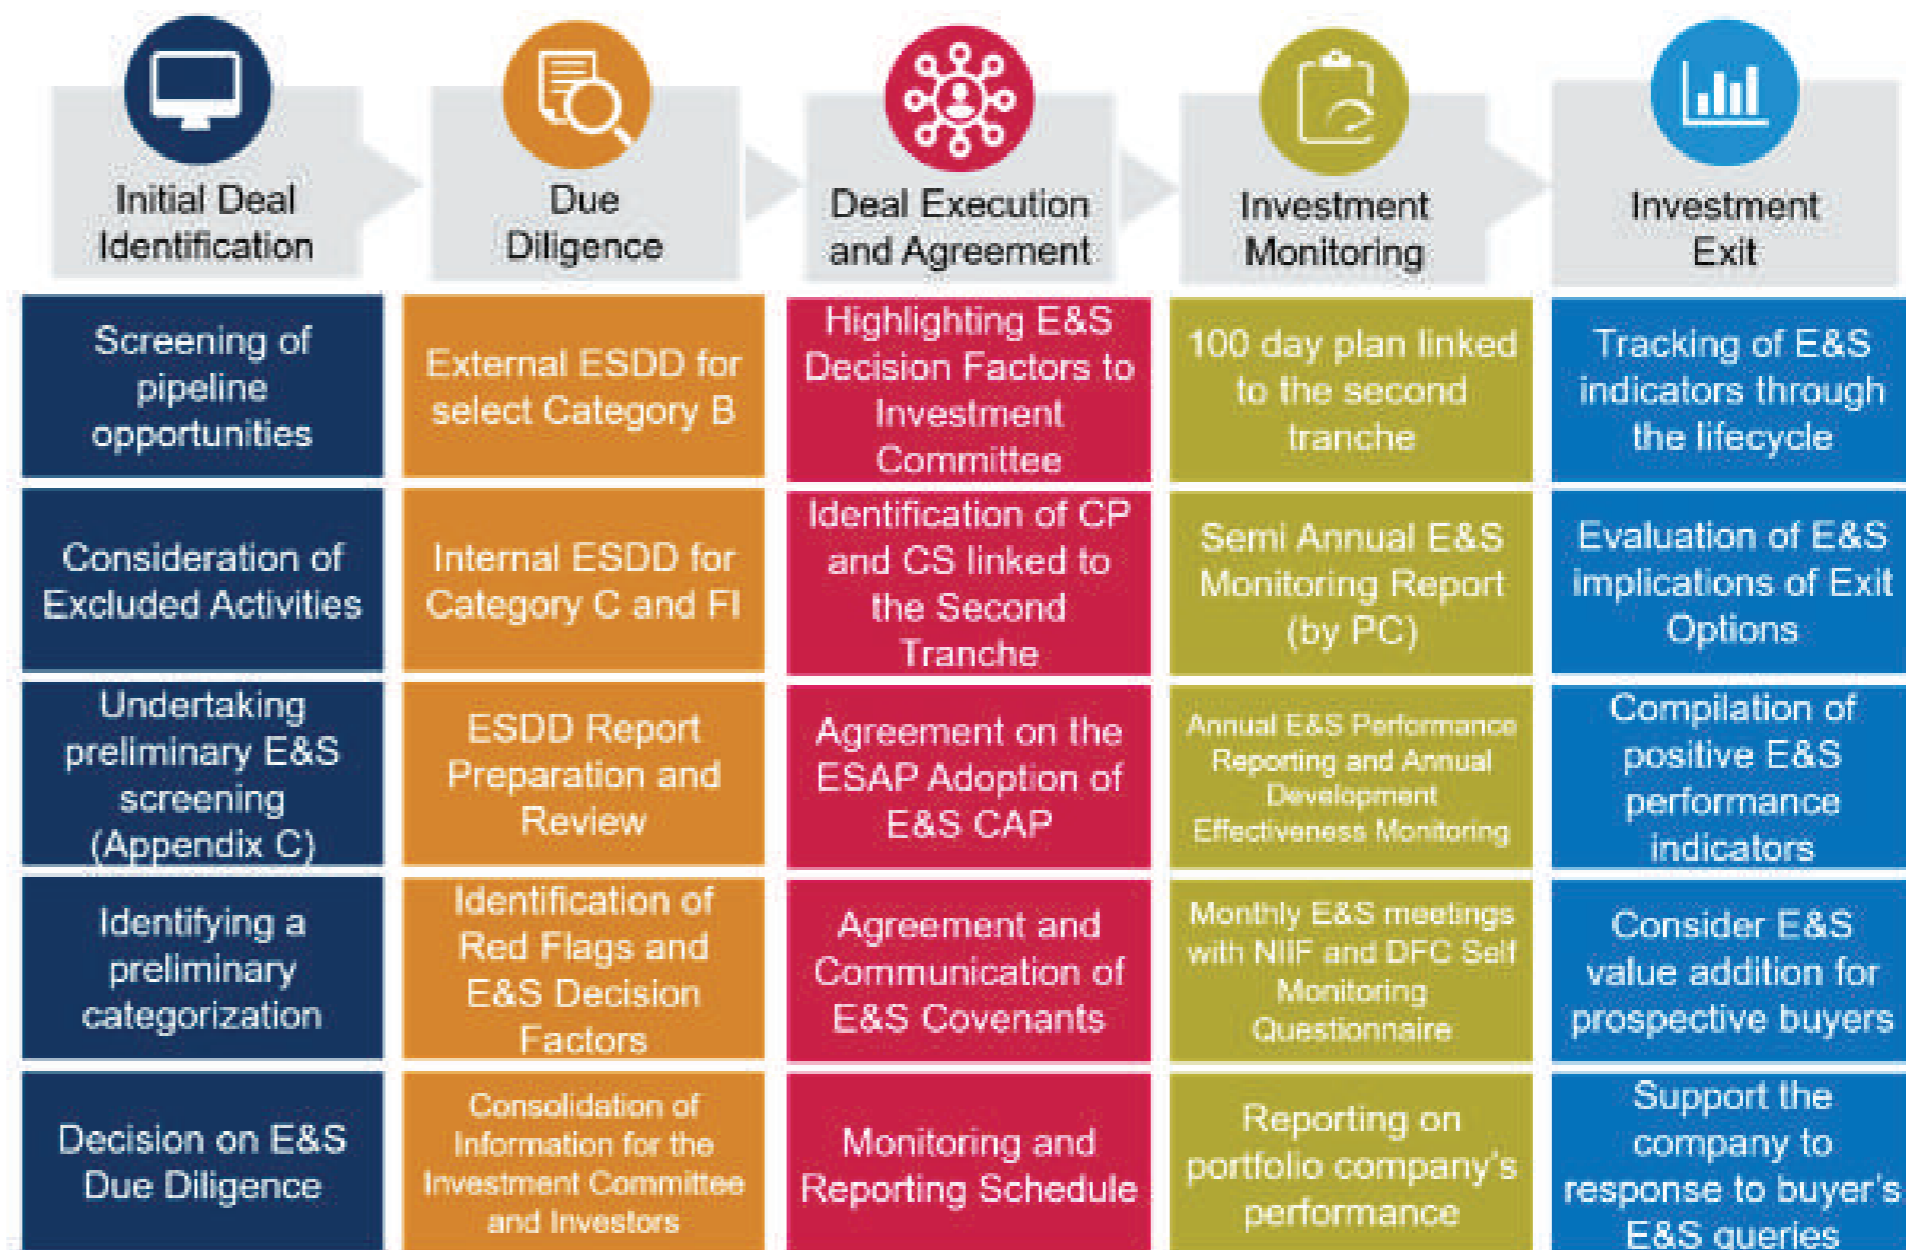 Initial Deal
Identification
Due
Diligence
Deal Execution
and Agreement
Investment
Monitoring
Investment
Exit
Screening of
pipeline
opportunities
External ESDD for
select Category B
Highlighting E&S
Decision Factors to
Investment
Committee
100 day plan linked
to the second
tranche
Tracking of E&S
indicators through
the lifecycle
Consideration of
Excluded Activities
Internal ESDD for
Category C and FI
Identification of CP
and CS linked to
the Second
Tranche
Semi Annual E&S
Monitoring Report
(by PC)
Evaluation of E&S
implications of Exit
Options
Undertaking
preliminary E&S
screening
(Appendix C)
ESDD Report
Preparation and
Review
Agreement on the
ESAP Adoption of
E&S CAP
Annual E&S Performance
Reporting and Annual
Development
Effectiveness Monitoring
Compilation of
positive E&S
performance
indicators
Identifying a
preliminary
categorization
Identification of
Red Flags and
E&S Decision
Factors
Agreement and
Communication of
E&S Covenants
Monthly E&S meetings
with NIIF and DFC Self
Monitoring
Questionnaire
Consider E&S
value addition for
prospective buyers
Decision on E&S
Due Diligence
Consolidation of
Information for the
Investment Committee
and Investors
Monitoring and
Reporting Schedule
Reporting on
portfolio company's
performance
Support the
company to
response to buyer's
E&S queries